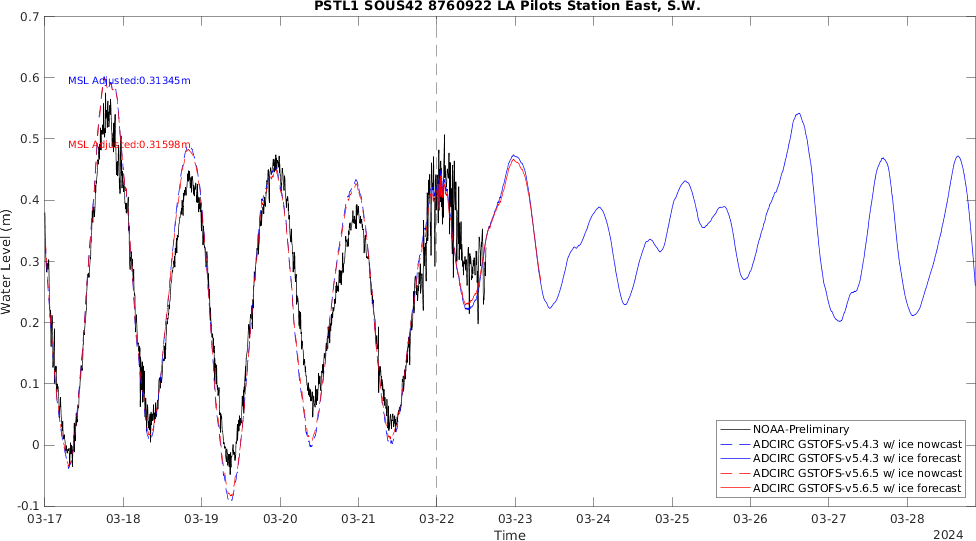 PSTL1 SOUS42 8760922 LA Pilots Station East, S.W.
0.7
0.6
0.5
0.4
0.3
0.2
0.1
0
-0.1
Water Level (m)
MSL Adjusted:0.31345m
MSL Adjusted:0.31598m
NOAA-Preliminary
ADCIRC GSTOFS-v5.4.3 w/ ice nowcast
ADCIRC GSTOFS-v5.4.3 w/ ice forecast
ADCIRC GSTOFS-v5.6.5 w/ ice nowcast
ADCIRC GSTOFS-v5.6.5 w/ ice forecast
03-17 03-18 03-19 03-20 03-21 03-22 03-23 03-24 03-25 03-26 03-27 03-28
Time
2024